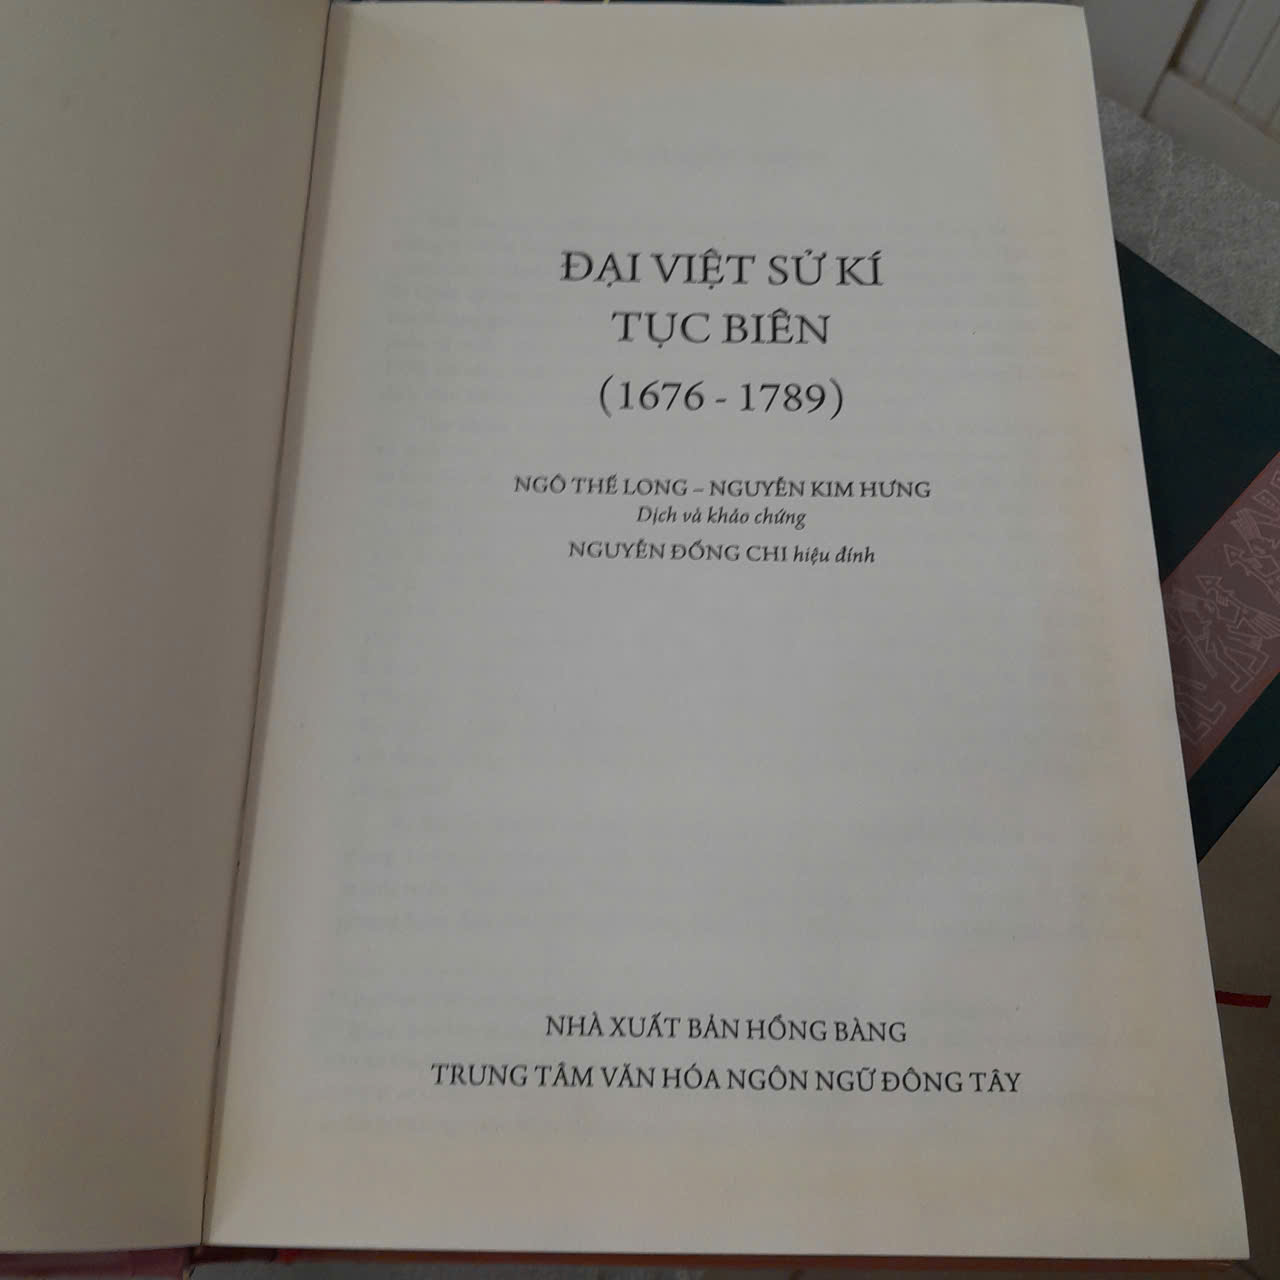 ĐẠI VIỆT SỬ KÍ
TỤC BIÊN
(1676 - 1789)
NGÔ THẾ LONG – NGUYỄN KIM HƯNG
Dịch và khảo chứng
NGUYỄN ĐỔNG CHI hiệu đính
NHÀ XUẤT BẢN HỒNG BÀNG
TRUNG TÂM VĂN HÓA NGÔN NGỮ ĐÔNG TÂY